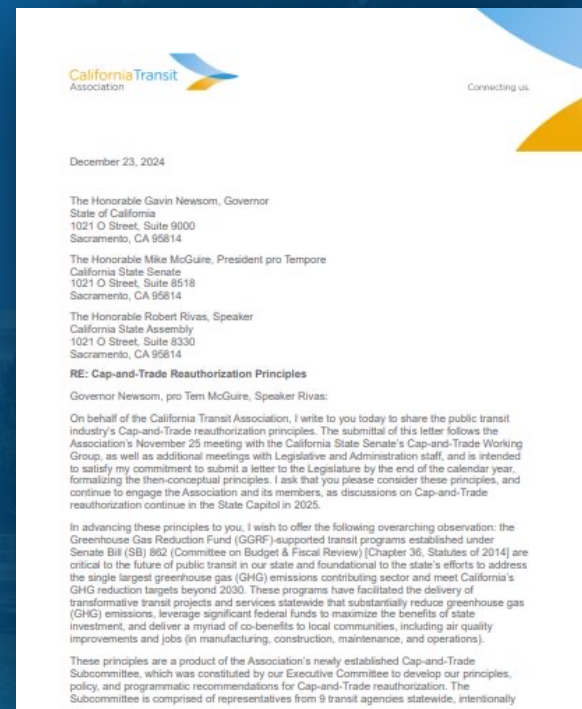 CaliforniaTransit
Association
Connecting us.
December 23, 2024
The Honorable Gavin Newsom, Governor
State of California
1021 O Street, Suite 9000
Sacramento, CA 95814
The Honorable Mike McGuire, President pro Tempore
California State Senate
1021 O Street, Suite 8518
Sacramento, CA 95814
The Honorable Robert Rivas, Speaker
California State Assembly
1021 O Street, Suite 8330
Sacramento, CA 95814
RE: Cap-and-Trade Reauthorization Principles
Governor Newsom, pro Tem McGuire, Speaker Rivas:
On behalf of the California Transit Association, I write to you today to share the public transit
industry's Cap-and-Trade reauthorization principles. The submittal of this letter follows the
Association's November 25 meeting with the California State Senate's Cap-and-Trade Working
Group, as well as additional meetings with Legislative and Administration staff, and is intended
to satisfy my commitment to submit a letter to the Legislature by the end of the calendar year,
formalizing the then-conceptual principles. I ask that you please consider these principles, and
continue to engage the Association and its members, as discussions on Cap-and-Trade
reauthorization continue in the State Capitol in 2025.
In advancing these principles to you, I wish to offer the following overarching observation: the
Greenhouse Gas Reduction Fund (GGRF)-supported transit programs established under
Senate Bill (SB) 862 (Committee on Budget & Fiscal Review) [Chapter 36, Statutes of 2014] are
critical to the future of public transit in our state and foundational to the state's efforts to address
the single largest greenhouse gas (GHG) emissions contributing sector and meet California's
GHG reduction targets beyond 2030. These programs have facilitated the delivery of
transformative transit projects and services statewide that substantially reduce greenhouse gas
(GHG) emissions, leverage significant federal funds to maximize the benefits of state
investment, and deliver a myriad of co-benefits to local communities, including air quality
improvements and jobs (in manufacturing, construction, maintenance, and operations).
These principles are a product of the Association's newly established Cap-and-Trade
Subcommittee, which was constituted by our Executive Committee to develop our principles,
policy, and programmatic recommendations for Cap-and-Trade reauthorization. The
Subcommittee is comprised of representatives from 9 transit agencies statewide, intentionally